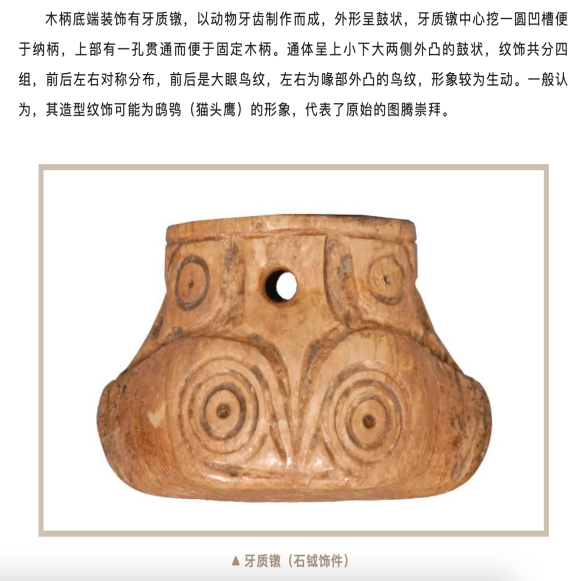 木柄底端装饰有牙质镦，以动物牙齿制作而成，外形呈鼓状，牙质镦中心挖一圆凹槽便
于纳柄，上部有一孔贯通而便于固定木柄。通体呈上小下大两侧外凸的鼓状，纹饰共分四
组，前后左右对称分布，前后是大眼鸟纹，左右为喙部外凸的鸟纹，形象较为生动。一般认
为，其造型纹饰可能为鸱鸮（猫头鹰）的形象，代表了原始的图腾崇拜。
▲牙质镦（石钺饰件）